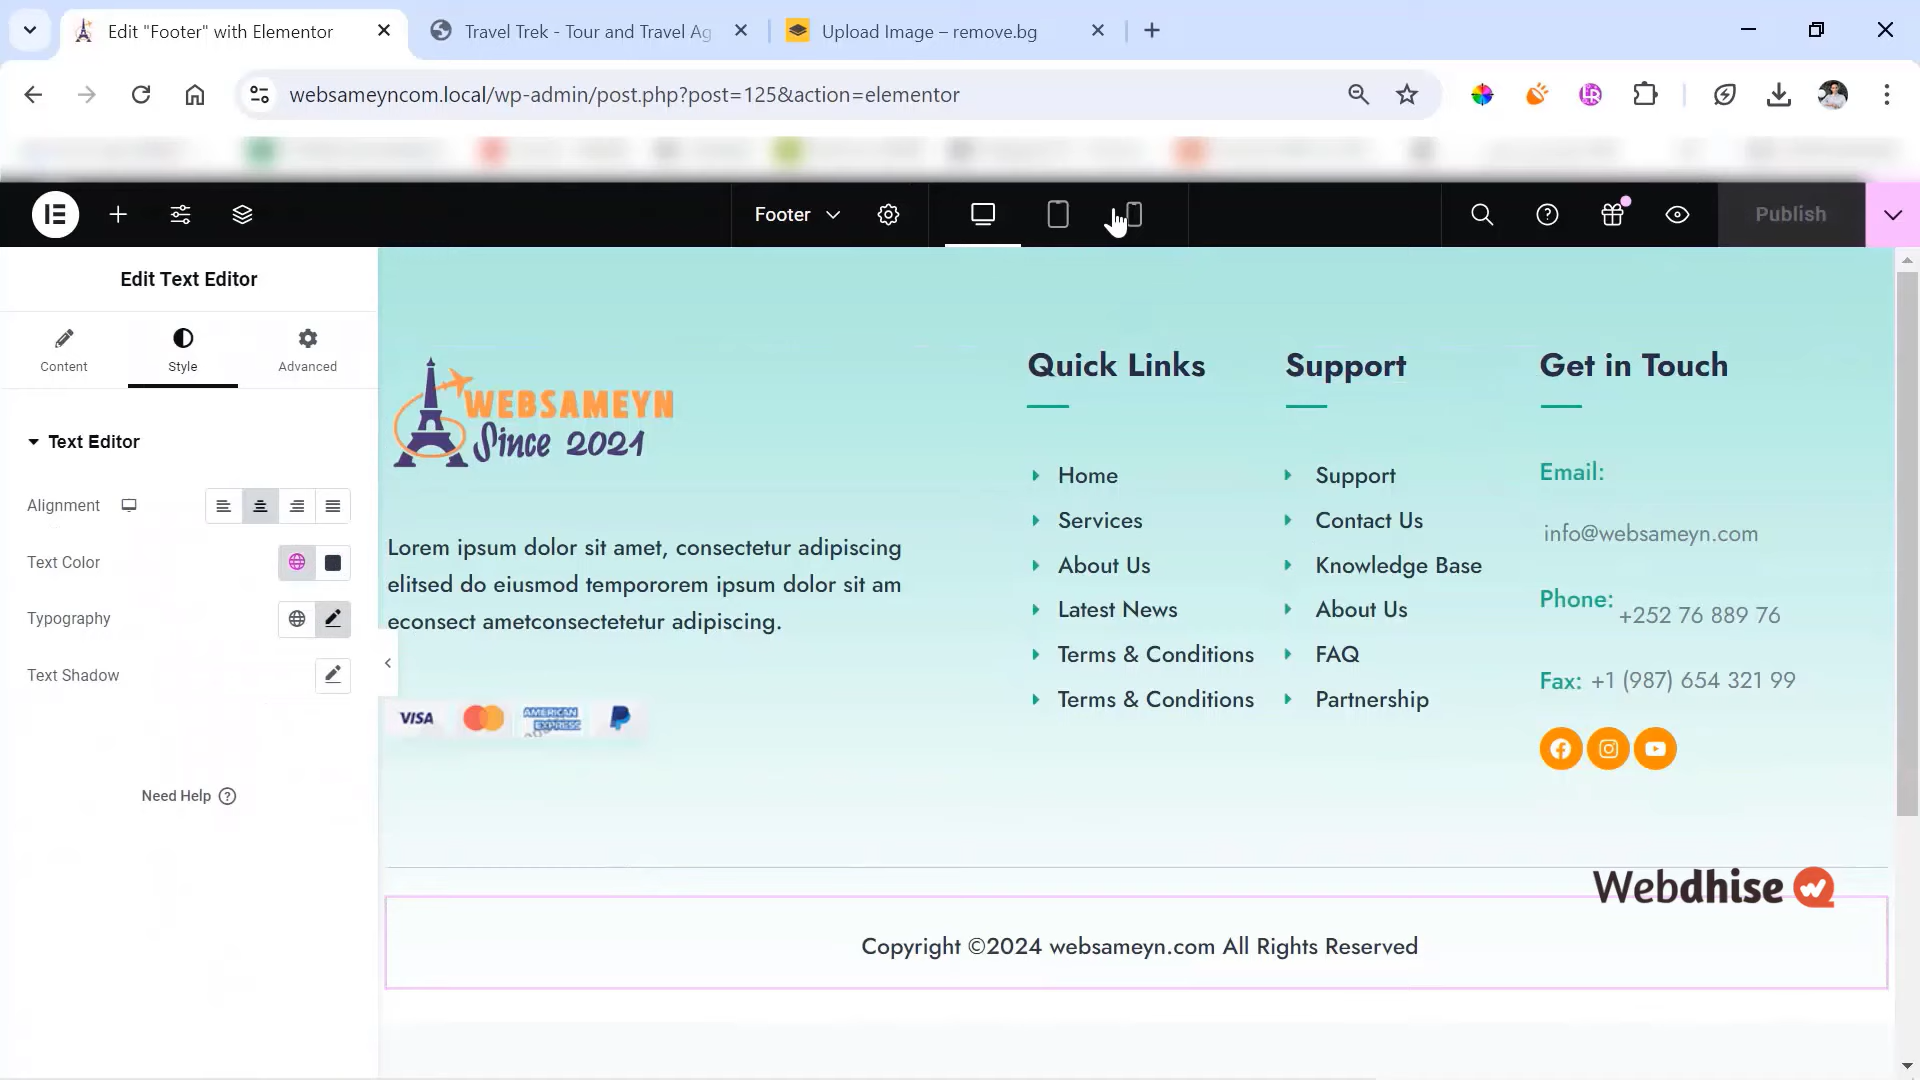 Edit "Footer" with Elementor
Travel Trek - Tour and Travel Ag
Upload Image – remove.bg
websameyncom.local/wp-admin/post.php?post=125&action=elementor
Footer
Publish
Edit Text Editor
Content
Style
Advanced
Text Editor
Alignment
Text Color
Typography
Text Shadow
Need Help
WEBSAMEYN
Since 2021
Lorem ipsum dolor sit amet, consectetur adipiscing
elitsed do eiusmod tempororem ipsum dolor sit am
econsect ametconsectetetur adipiscing.
VISA
AMERICAN
EXPRESS
Quick Links
Home
Services
About Us
Latest News
Terms & Conditions
Terms & Conditions
Support
Support
Contact Us
Knowledge Base
About Us
FAQ
Partnership
Get in Touch
Email:
info@websameyn.com
Phone:
+252 76 889 76
Fax: +1 (987) 654 321 99
Webdhise
Copyright ©2024 websameyn.com All Rights Reserved